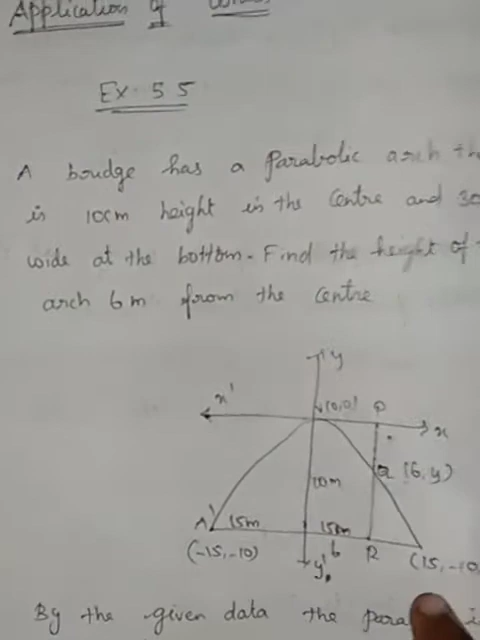 Application of
Ex 5 5
A bridge has a Parabolic arch
is 10cm height in the Centre and 30
wide at the bottom. Find the height of
arch 6m from the centre
y
x'
V(0,0)
P
x
Q (6,y)
10m
A'
15m
15m
6
R
(-15,-10)
y'
(15,-10
By the given data the